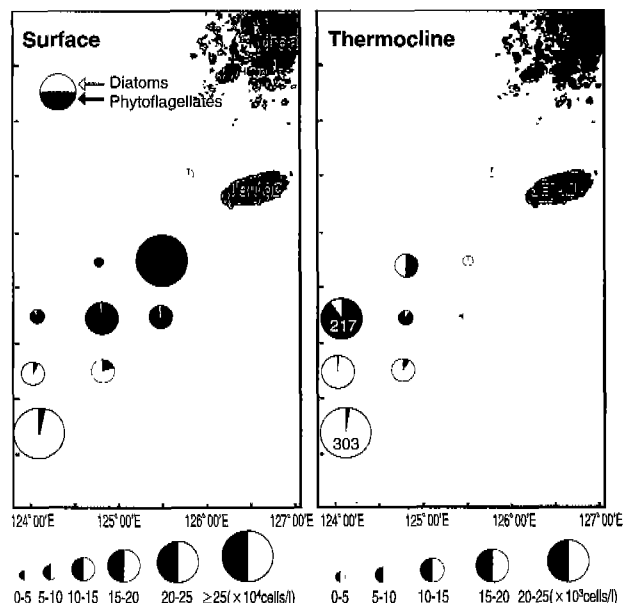 Surface
Thermocline
Diatoms
Phytoflagellates
217
303
124°00'E 125°00'E 126°00'E 127°00'E
124°00'E 125°00'E 126°00'E 127°00'E
0-5 5-10 10-15 15-20 20-25 ≥25(×10⁴cells/l)
0-5 5-10 10-15 15-20 20-25(×10³cells/l)